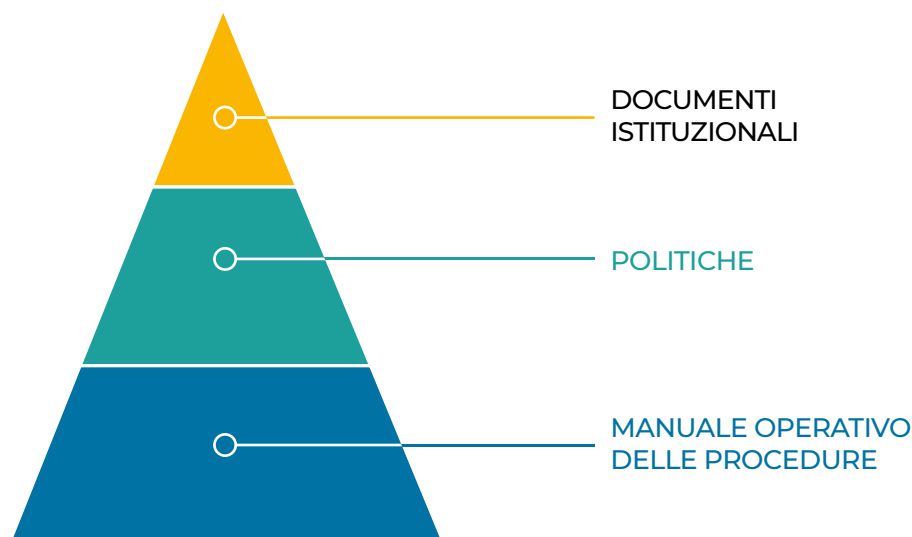 DOCUMENTI
ISTITUZIONALI
POLITICHE
MANUALE OPERATIVO
DELLE PROCEDURE